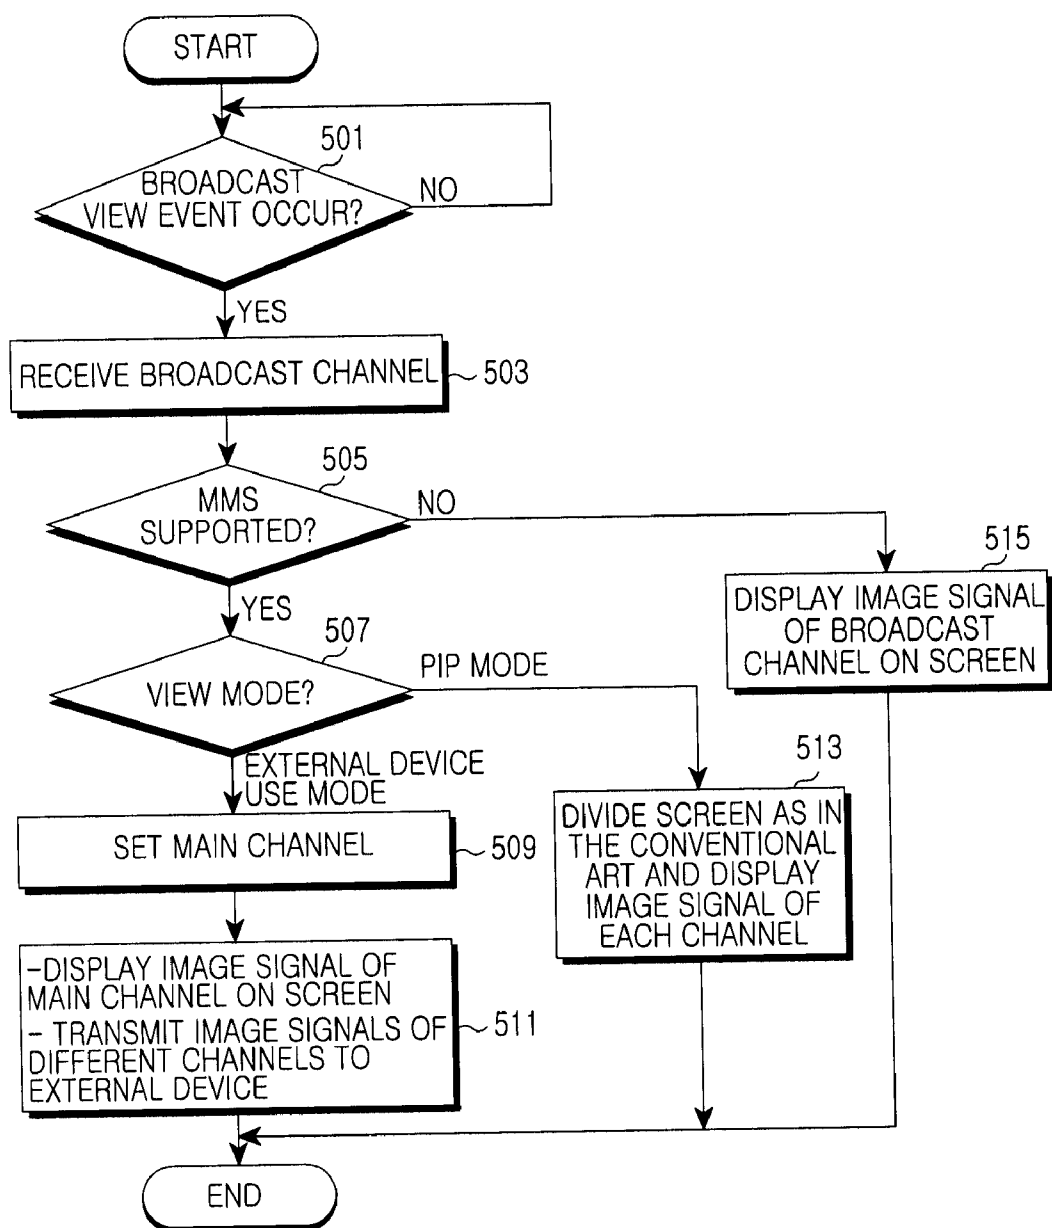 START
501
BROADCAST
VIEW EVENT OCCUR?
NO
YES
RECEIVE BROADCAST CHANNEL
503
505
MMS
SUPPORTED?
NO
YES
515
DISPLAY IMAGE SIGNAL
OF BROADCAST
CHANNEL ON SCREEN
507
VIEW MODE?
PIP MODE
EXTERNAL DEVICE
USE MODE
513
DIVIDE SCREEN AS IN
THE CONVENTIONAL
ART AND DISPLAY
IMAGE SIGNAL OF
EACH CHANNEL
SET MAIN CHANNEL
509
-DISPLAY IMAGE SIGNAL OF
MAIN CHANNEL ON SCREEN
- TRANSMIT IMAGE SIGNALS OF
DIFFERENT CHANNELS TO
EXTERNAL DEVICE
511
END